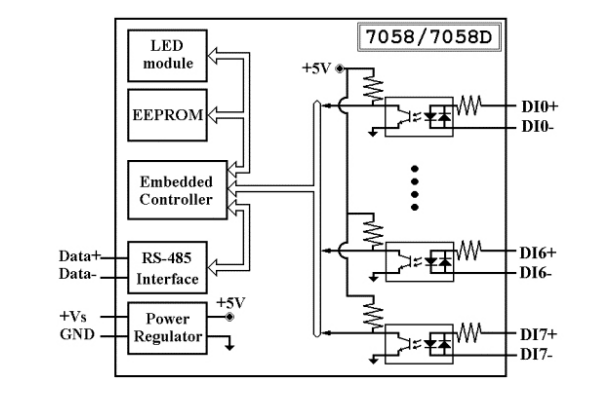 7058/7058D
LED
module
EEPROM
Embedded
Controller
RS-485
Interface
Power
Regulator
Data+
Data-
+Vs
GND
+5V
+5V
DI0+
DI0-
DI6+
DI6-
DI7+
DI7-